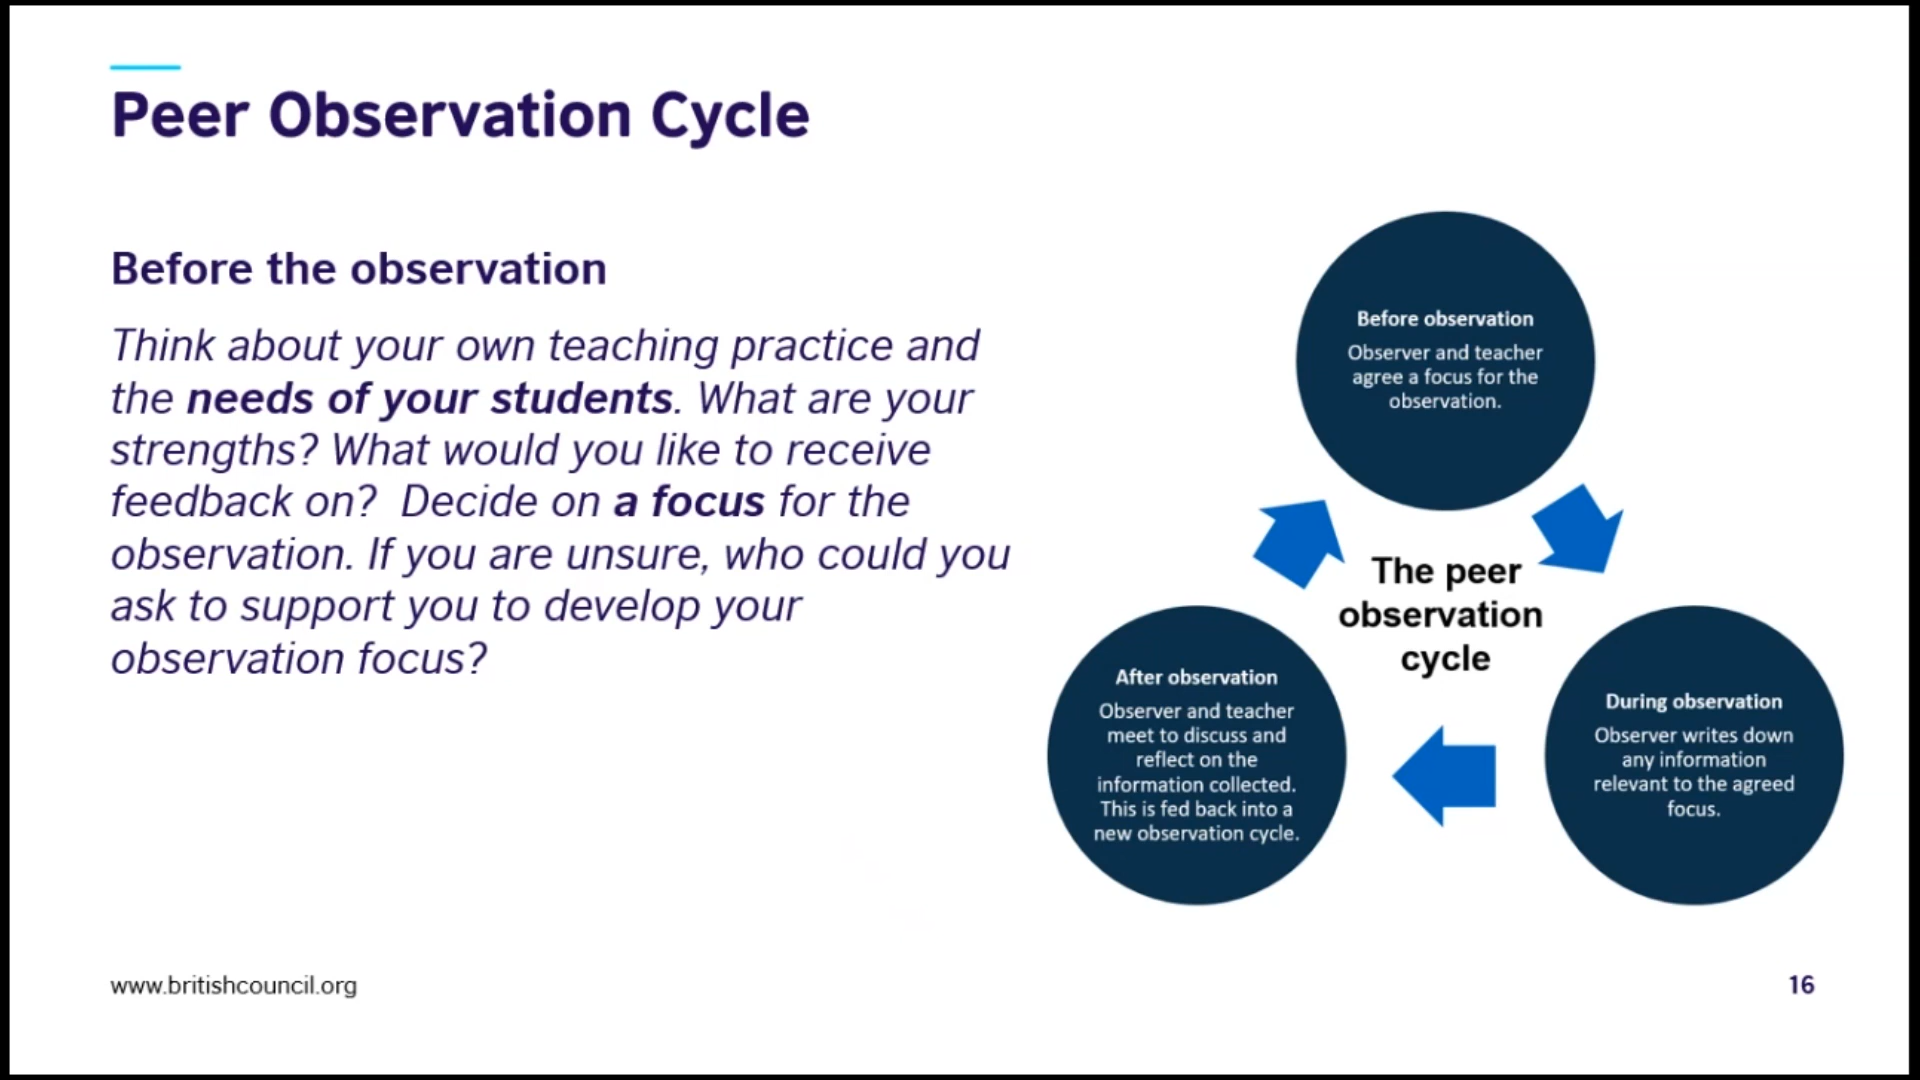 Peer Observation Cycle
Before the observation
Think about your own teaching practice and
the needs of your students. What are your
strengths? What would you like to receive
feedback on?  Decide on a focus for the
observation. If you are unsure, who could you
ask to support you to develop your
observation focus?
Before observation
Observer and teacher
agree a focus for the
observation.
The peer
observation
cycle
During observation
Observer writes down
any information
relevant to the agreed
focus.
After observation
Observer and teacher
meet to discuss and
reflect on the
information collected.
This is fed back into a
new observation cycle.
www.britishcouncil.org
16